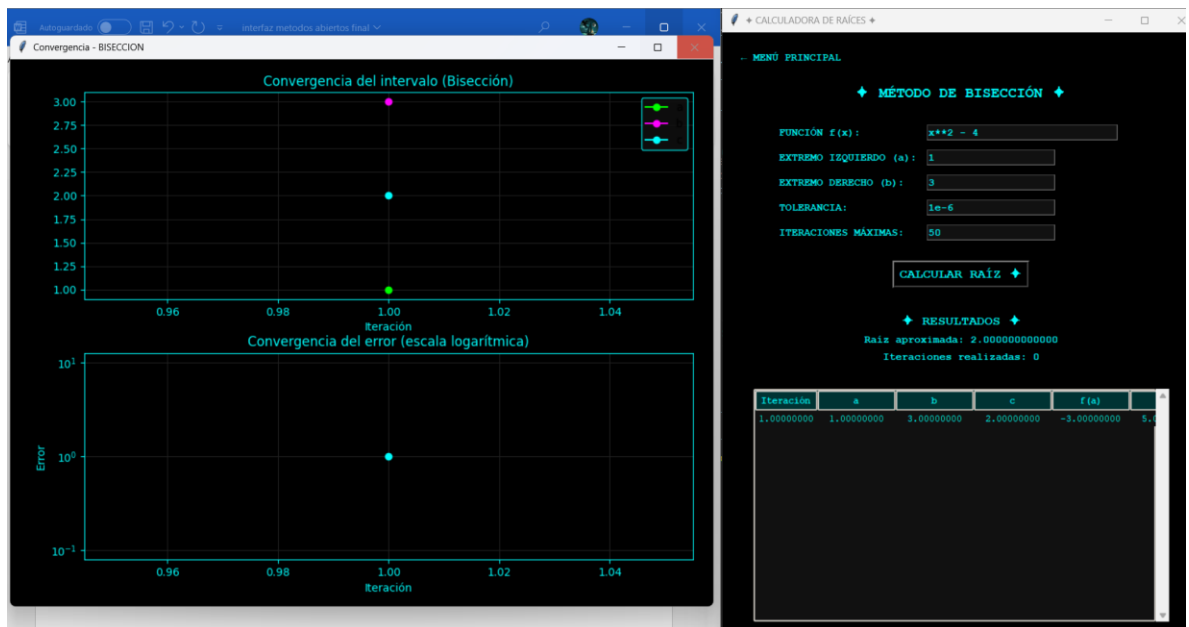 Autoguardado
interfaz metodos abiertos final
Convergencia - BISECCION
Convergencia del intervalo (Bisección)
3.00
2.75
2.50
2.25
2.00
1.75
1.50
1.25
1.00
0.96 0.98 1.00 1.02 1.04
Iteración
Convergencia del error (escala logarítmica)
10¹
10⁰
10⁻¹
Error
0.96 0.98 1.00 1.02 1.04
Iteración
✦ CALCULADORA DE RAÍCES ✦
← MENÚ PRINCIPAL
✦ MÉTODO DE BISECCIÓN ✦
FUNCIÓN f(x): x**2 - 4
EXTREMO IZQUIERDO (a): 1
EXTREMO DERECHO (b): 3
TOLERANCIA: 1e-6
ITERACIONES MÁXIMAS: 50
CALCULAR RAÍZ ✦
✦ RESULTADOS ✦
Raíz aproximada: 2.000000000000
Iteraciones realizadas: 0
Iteración a b c f(a)
1.00000000 1.00000000 3.00000000 2.00000000 -3.00000000 5.0